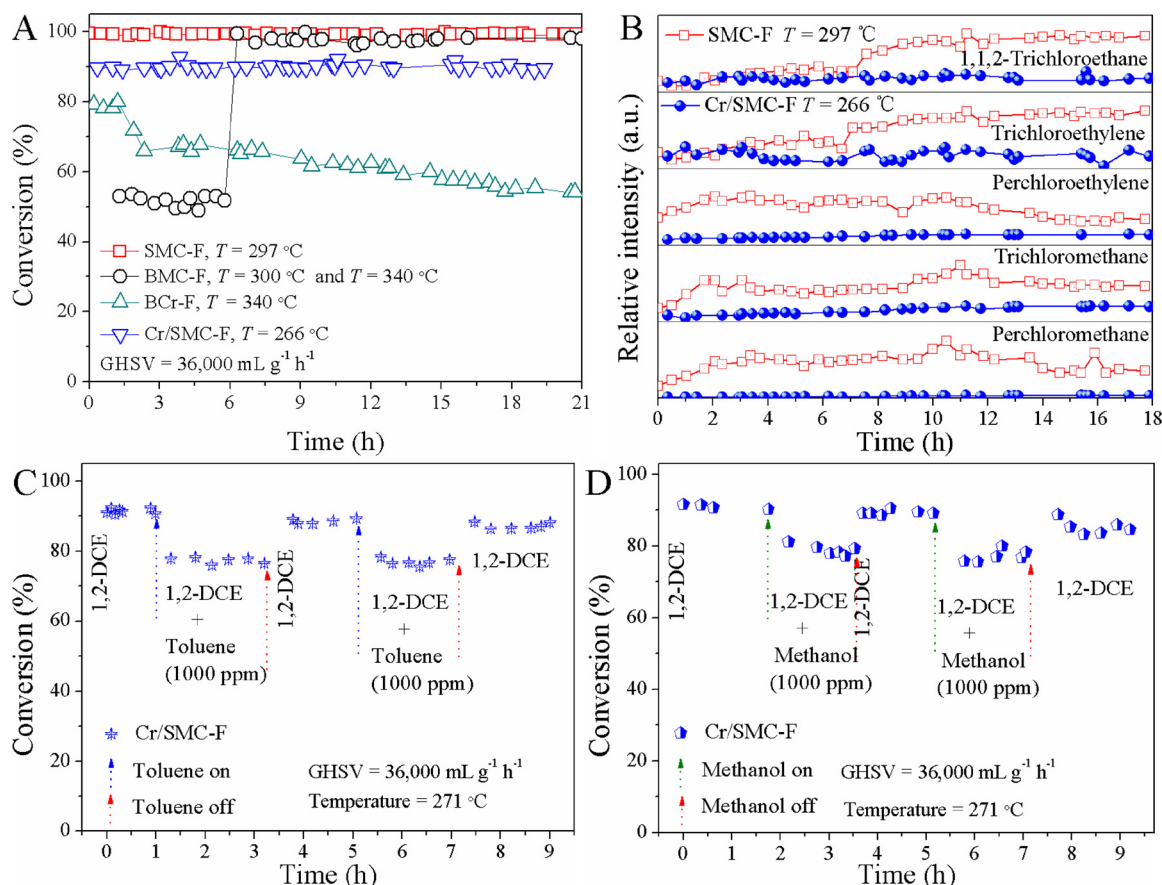 A
Conversion (%)
100
80
60
40
20
0
SMC-F, T = 297 °C
BMC-F, T = 300 °C and T = 340 °C
BCr-F, T = 340 °C
Cr/SMC-F, T = 266 °C
GHSV = 36,000 mL g⁻¹ h⁻¹
0 3 6 9 12 15 18 21
Time (h)
B
Relative intensity (a.u.)
SMC-F T = 297 ℃
1,1,2-Trichloroethane
Cr/SMC-F T = 266 ℃
Trichloroethylene
Perchloroethylene
Trichloromethane
Perchloromethane
0 2 4 6 8 10 12 14 16 18
Time (h)
C
Conversion (%)
100
80
60
40
20
0
1,2-DCE
1,2-DCE
+
Toluene
(1000 ppm)
1,2-DCE
1,2-DCE
+
Toluene
(1000 ppm)
1,2-DCE
Cr/SMC-F
Toluene on
Toluene off
GHSV = 36,000 mL g⁻¹ h⁻¹
Temperature = 271 °C
0 1 2 3 4 5 6 7 8 9
Time (h)
D
Conversion (%)
100
80
60
40
20
0
1,2-DCE
1,2-DCE
+
Methanol
(1000 ppm)
1,2-DCE
1,2-DCE
+
Methanol
(1000 ppm)
1,2-DCE
Cr/SMC-F
Methanol on
Methanol off
GHSV = 36,000 mL g⁻¹ h⁻¹
Temperature = 271 °C
0 1 2 3 4 5 6 7 8 9
Time (h)